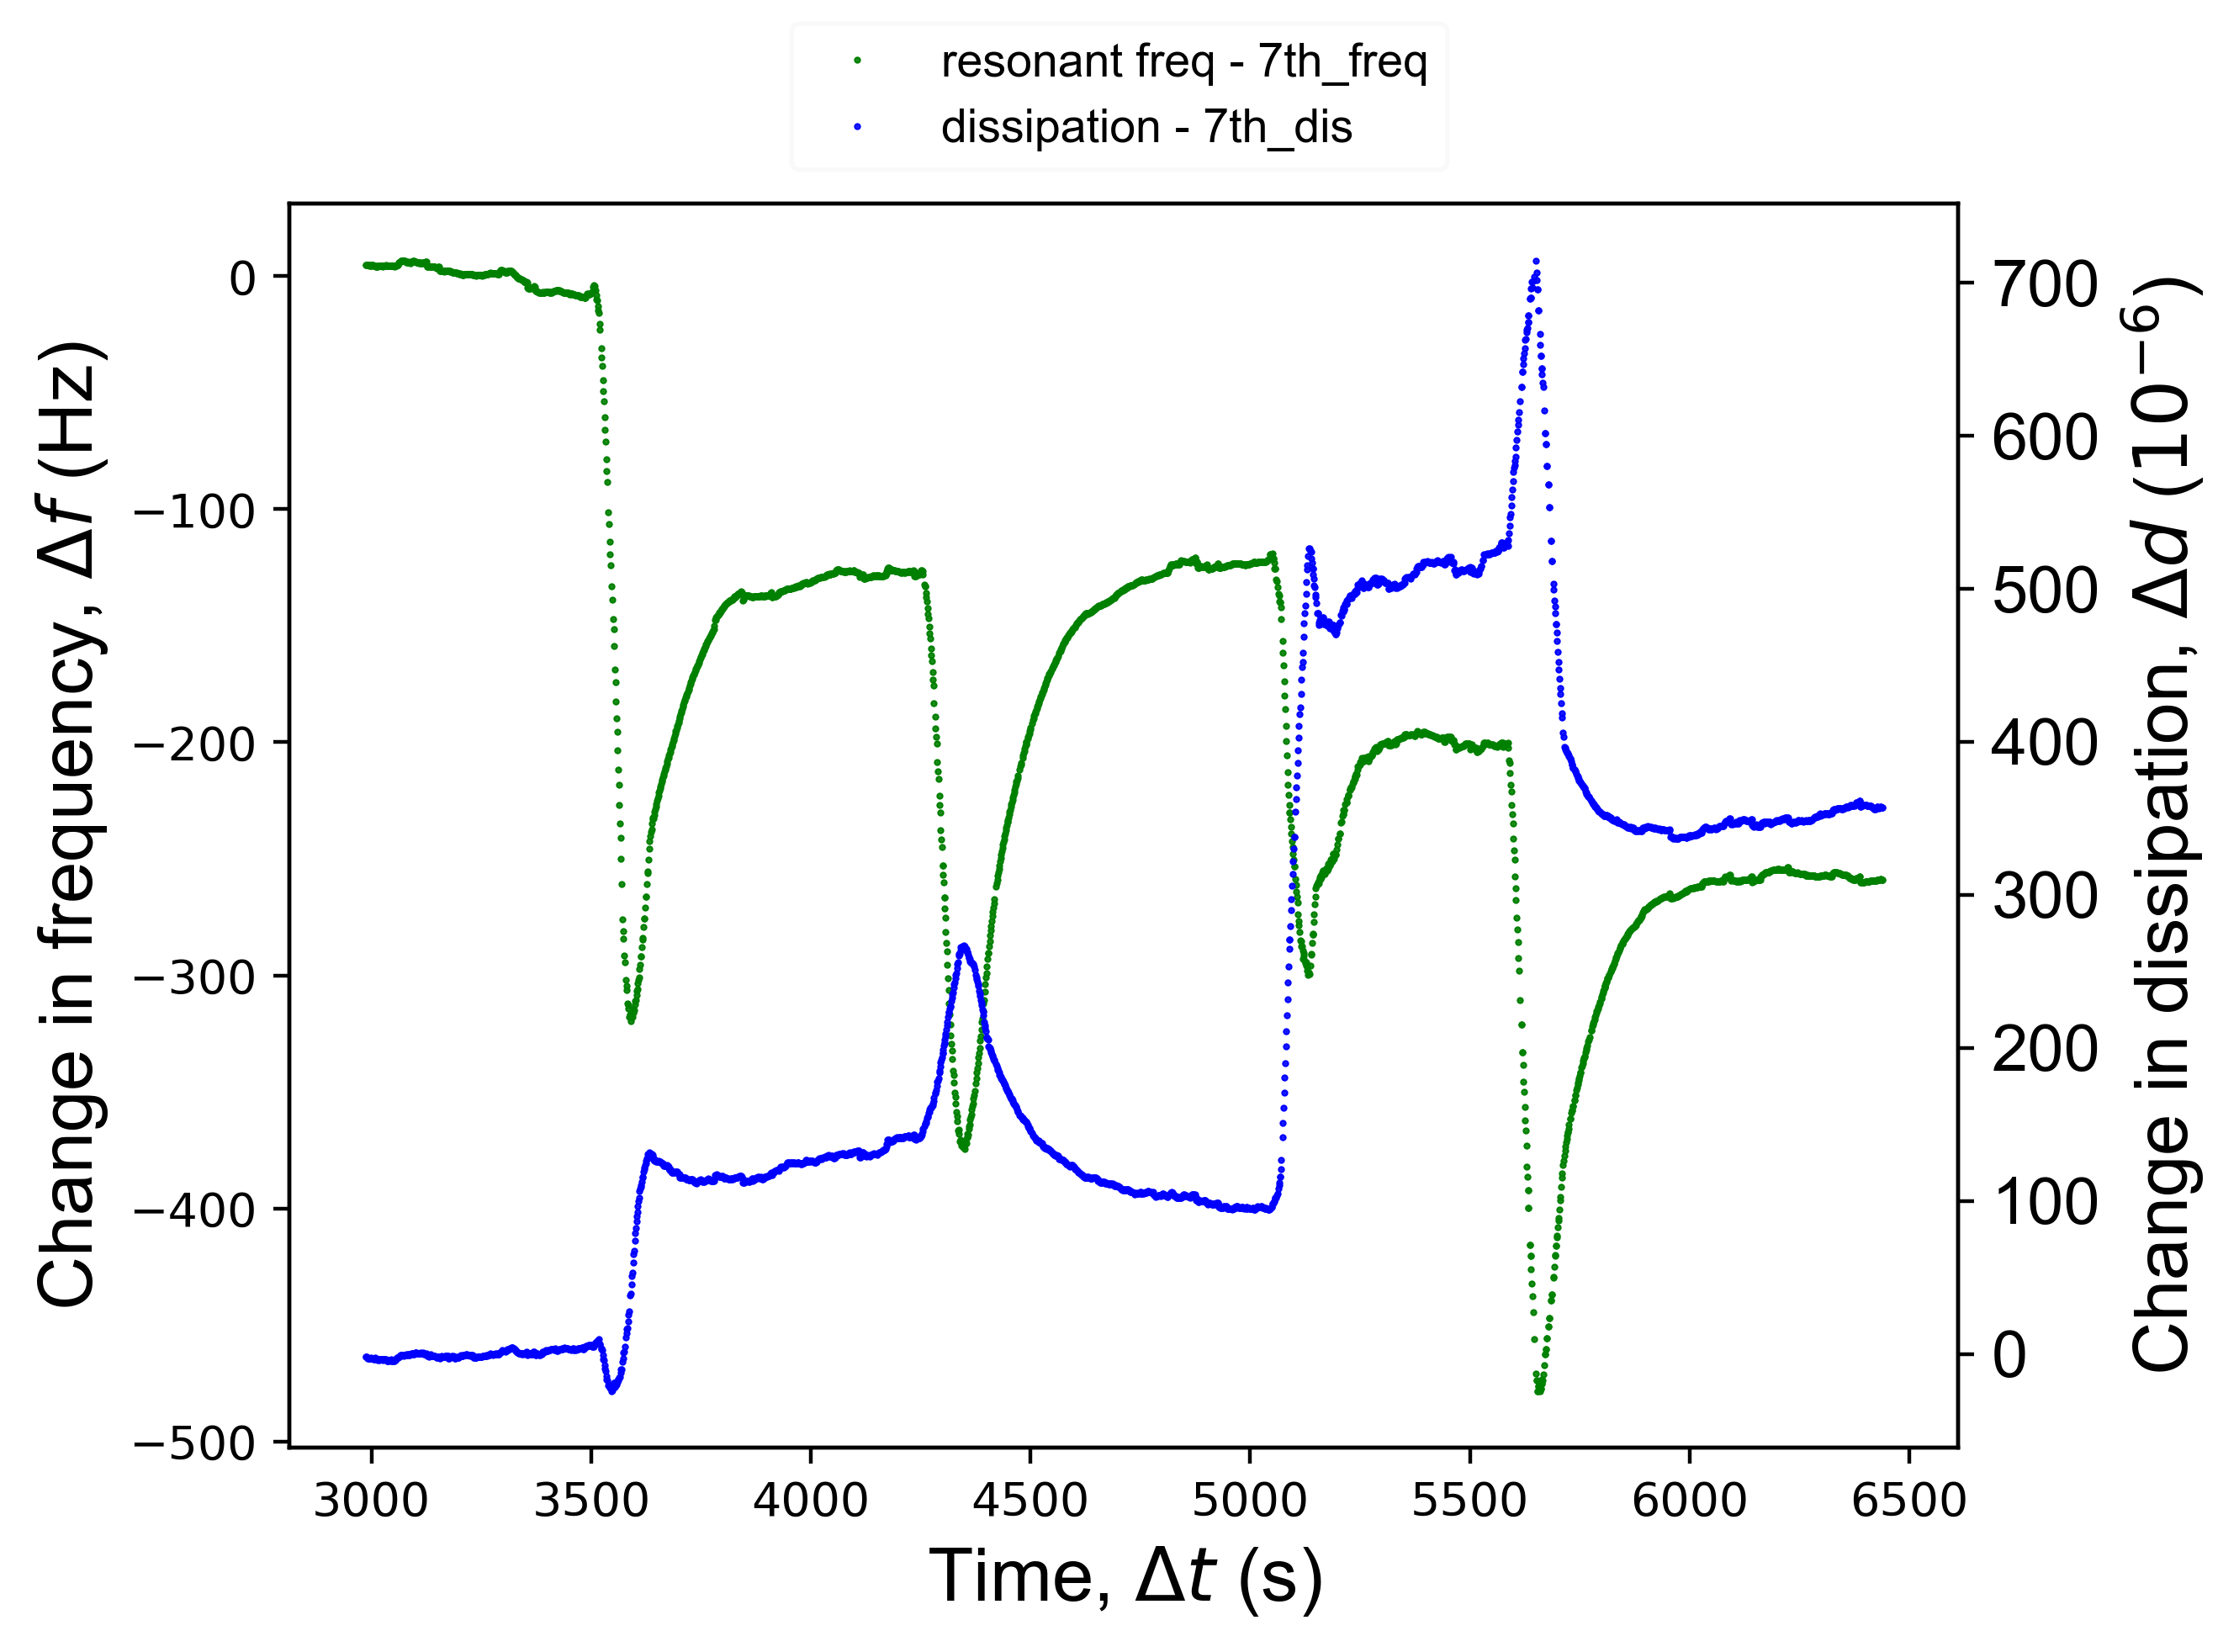 resonant freq - 7th_freq
dissipation - 7th_dis
Change in frequency, Δf (Hz)
0
−100
−200
−300
−400
−500
700
600
500
400
300
200
100
0
Change in dissipation, Δd (10⁻⁶)
3000 3500 4000 4500 5000 5500 6000 6500
Time, Δt (s)